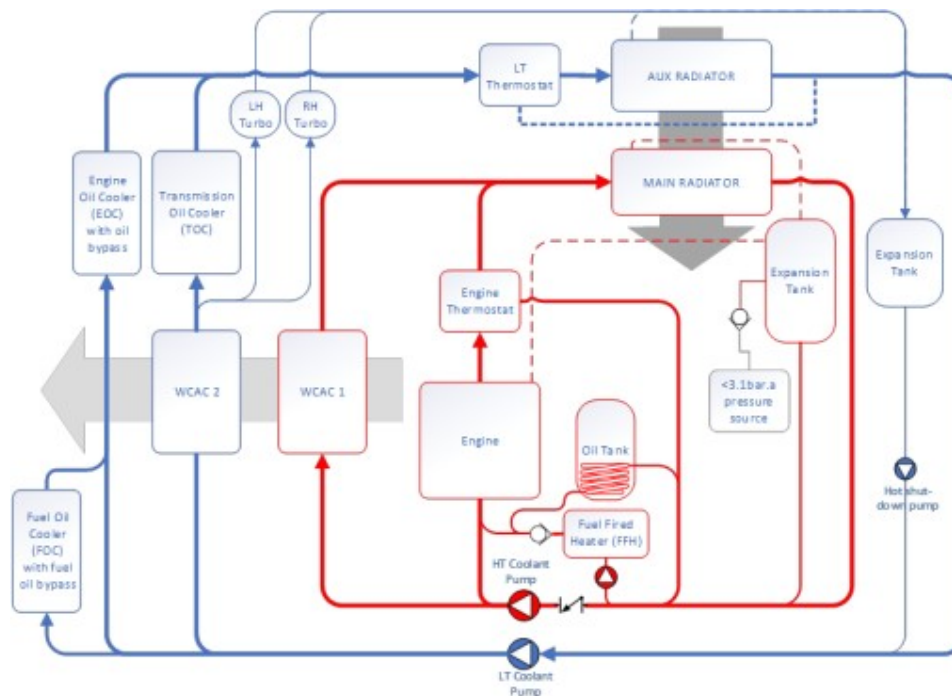 LT
Thermostat
AUX RADIATOR
LH
Turbo
RH
Turbo
Engine
Oil Cooler
(EOC)
with oil
bypass
Transmission
Oil Cooler
(TOC)
MAIN RADIATOR
Expansion
Tank
Expansion
Tank
Engine
Thermostat
WCAC 2
WCAC 1
<3.1bar.a
pressure
source
Engine
Oil Tank
Hot shut-
down pump
Fuel Oil
Cooler
(FOC)
with fuel
oil bypass
Fuel Fired
Heater (FFH)
HT Coolant
Pump
LT Coolant
Pump